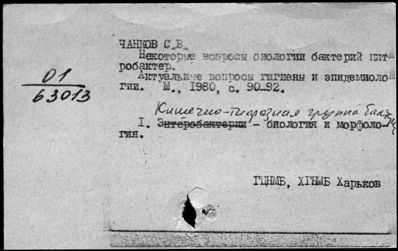 ЧАНКОВ С.В.
Некоторые вопросы биологии бактерий цит
робактер.
Актуальные вопросы гигиены и эпидемиоло-
гии. М., 1980, с. 90-92.
01
63013
Кишечно-тифозная группа бакт
I. Энтеробактерии - биология и морфоло-
гия.
ГЦНМБ, ХГНМБ Харьков